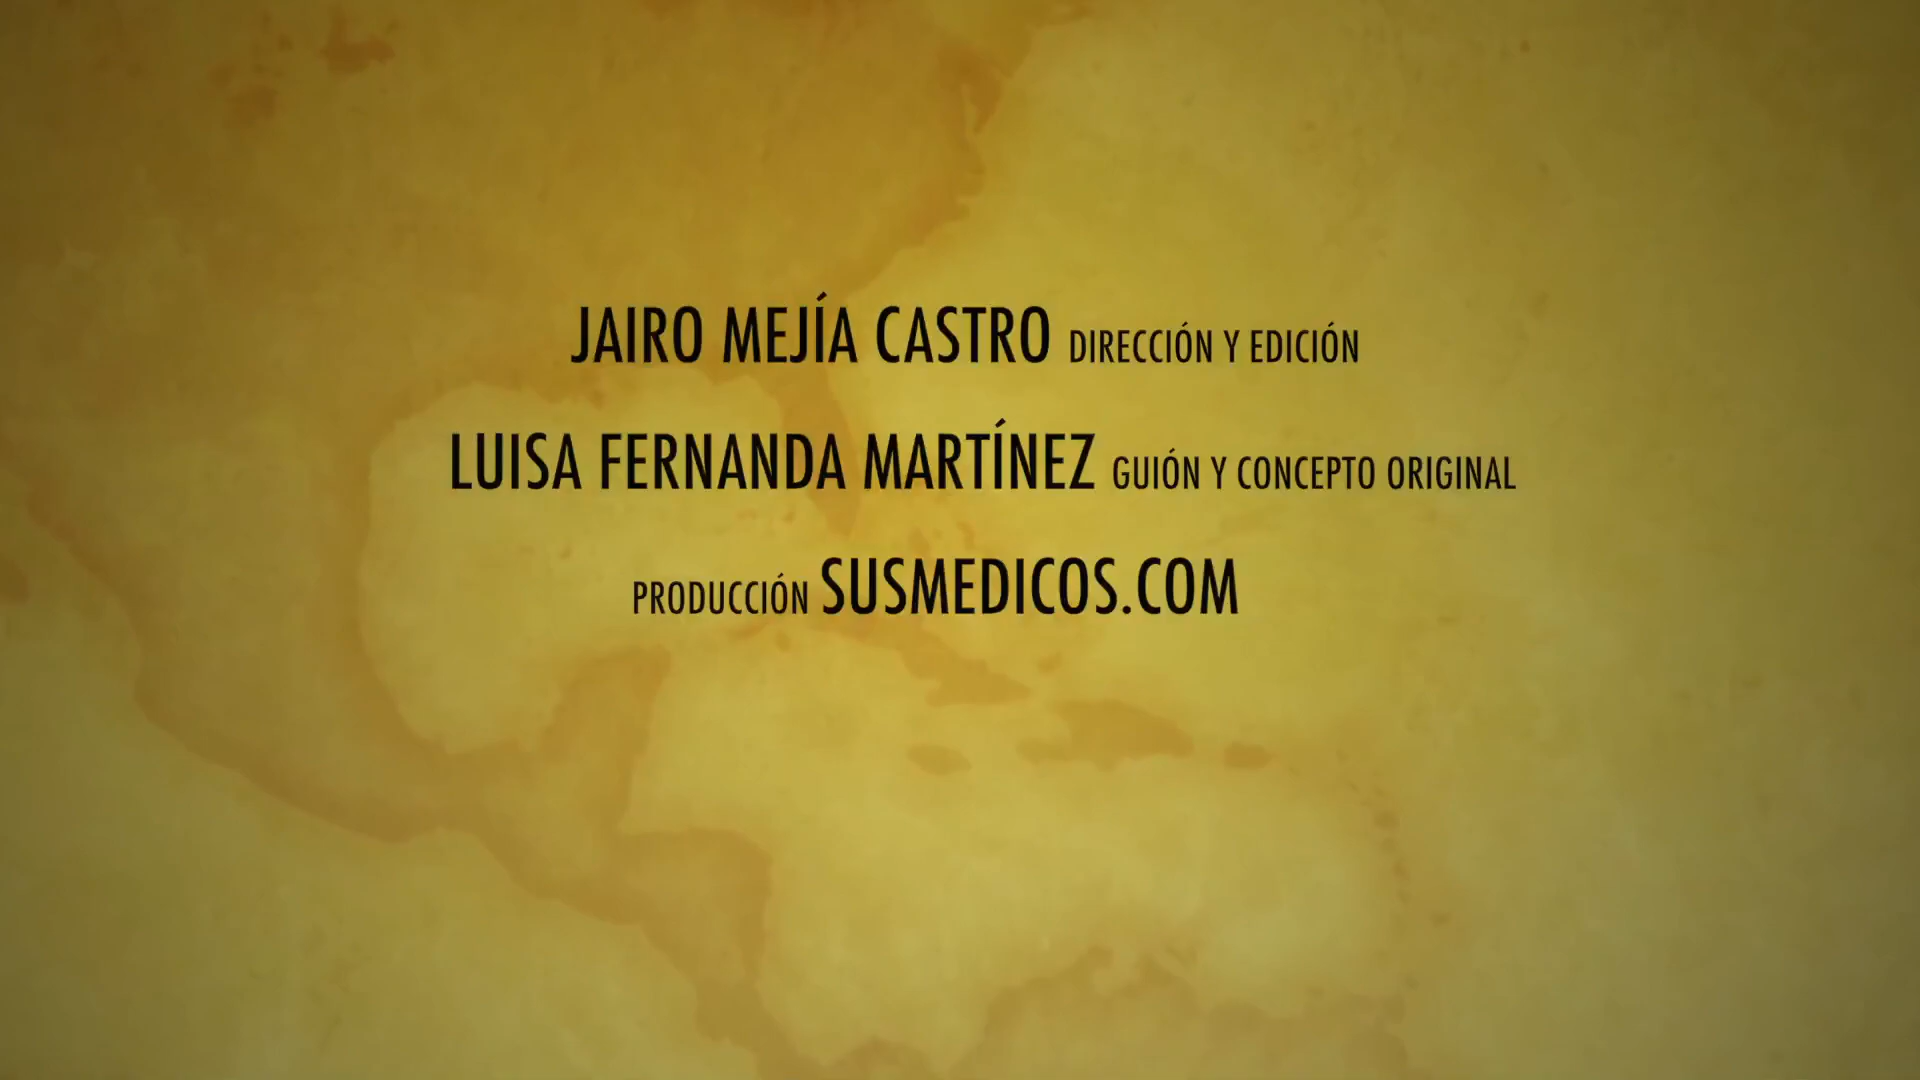 JAIRO MEJÍA CASTRO DIRECCIÓN Y EDICIÓN
LUISA FERNANDA MARTÍNEZ GUIÓN Y CONCEPTO ORIGINAL
PRODUCCIÓN SUSMEDICOS.COM